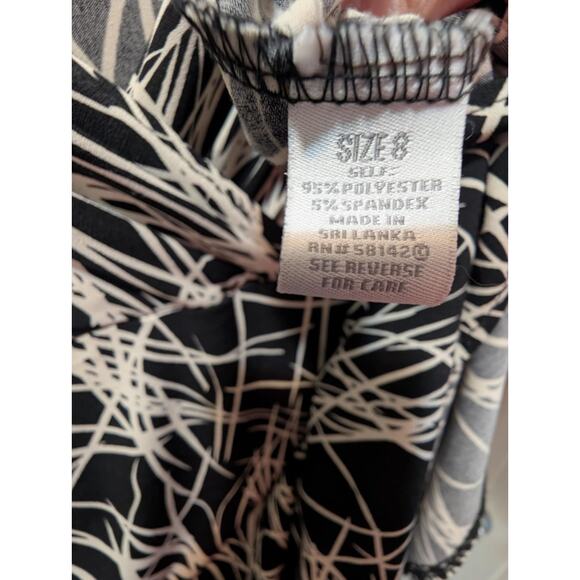 SIZE 8
SELF:
95% POLYESTER
5% SPANDEX
MADE IN
SRI LANKA
RN# 58142 ©
SEE REVERSE
FOR CARE